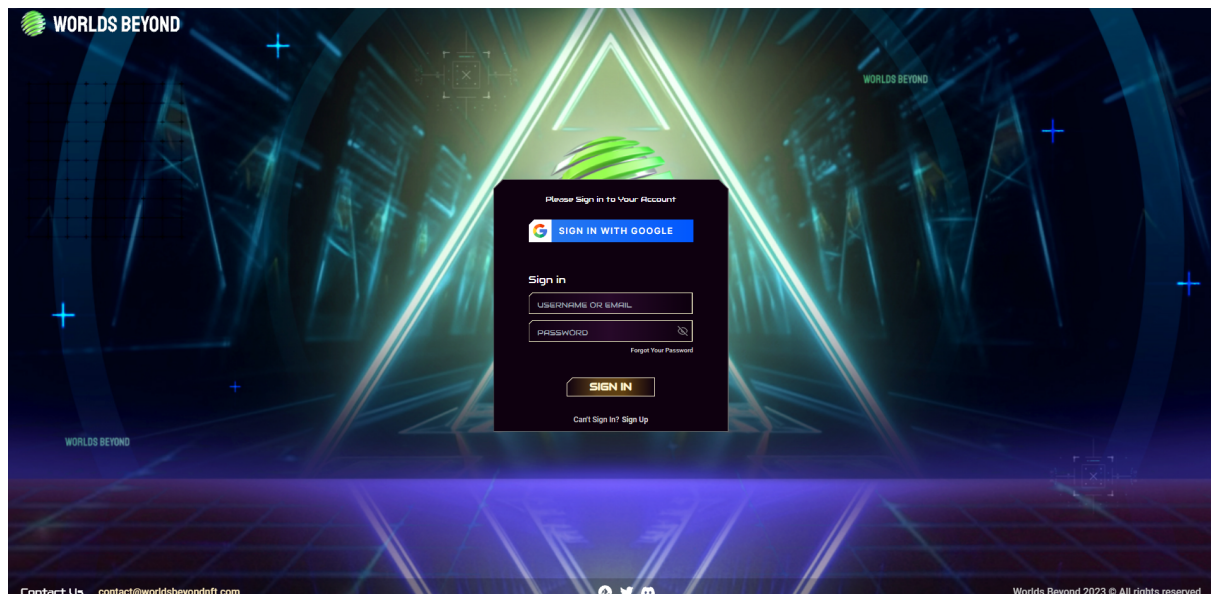 WORLDS BEYOND
WORLDS BEYOND
Please Sign in to Your Account
SIGN IN WITH GOOGLE
Sign in
USERNAME OR EMAIL
PASSWORD
Forgot Your Password
SIGN IN
Can't Sign In? Sign Up
WORLDS BEYOND
Contact Us contact@worldsbeyondnft.com
Worlds Beyond 2023 © All rights reserved